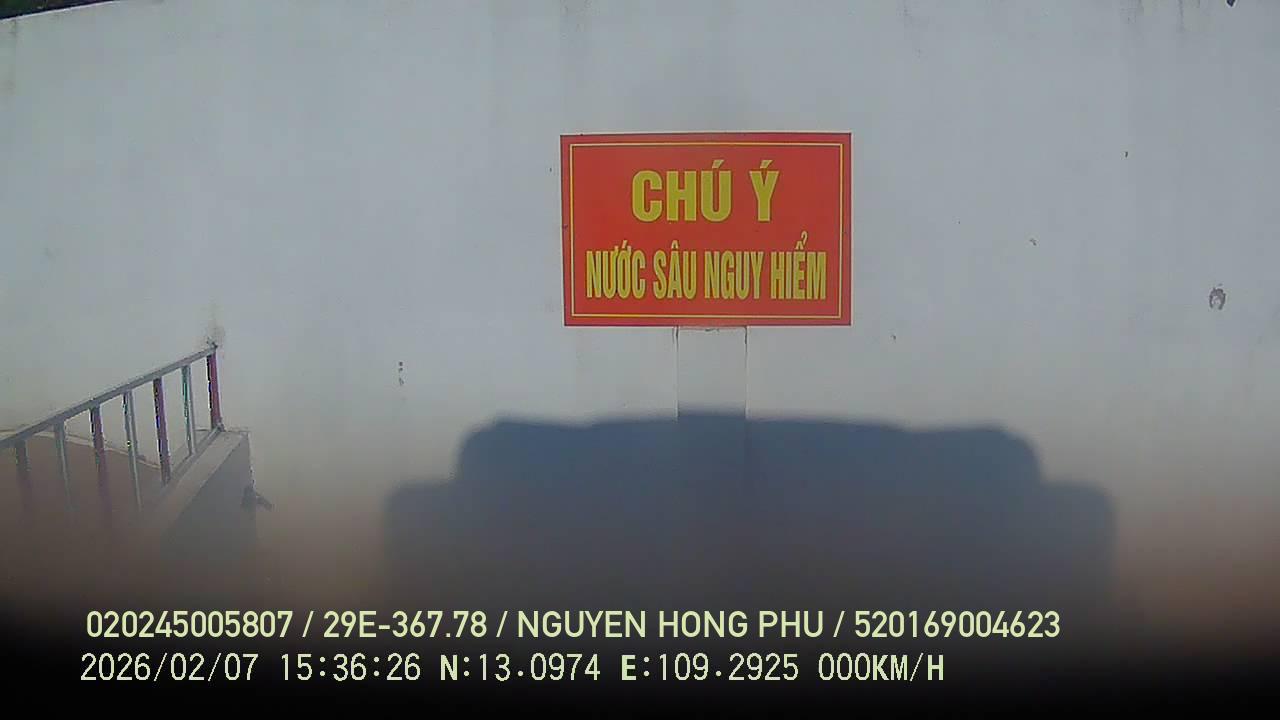 CHÚ Ý
NƯỚC SÂU NGUY HIỂM
020245005807 / 29E-367.78 / NGUYEN HONG PHU / 520169004623
2026/02/07 15:36:26 N:13.0974 E:109.2925 000KM/H